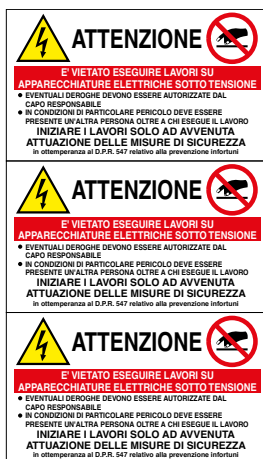 ATTENZIONE
E' VIETATO ESEGUIRE LAVORI SU
APPARECCHIATURE ELETTRICHE SOTTO TENSIONE
● EVENTUALI DEROGHE DEVONO ESSERE AUTORIZZATE DAL
CAPO RESPONSABILE
● IN CONDIZIONI DI PARTICOLARE PERICOLO DEVE ESSERE
PRESENTE UN'ALTRA PERSONA OLTRE A CHI ESEGUE IL LAVORO
INIZIARE I LAVORI SOLO AD AVVENUTA
ATTUAZIONE DELLE MISURE DI SICUREZZA
in ottemperanza al D.P.R. 547 relativo alla prevenzione infortuni
ATTENZIONE
E' VIETATO ESEGUIRE LAVORI SU
APPARECCHIATURE ELETTRICHE SOTTO TENSIONE
● EVENTUALI DEROGHE DEVONO ESSERE AUTORIZZATE DAL
CAPO RESPONSABILE
● IN CONDIZIONI DI PARTICOLARE PERICOLO DEVE ESSERE
PRESENTE UN'ALTRA PERSONA OLTRE A CHI ESEGUE IL LAVORO
INIZIARE I LAVORI SOLO AD AVVENUTA
ATTUAZIONE DELLE MISURE DI SICUREZZA
in ottemperanza al D.P.R. 547 relativo alla prevenzione infortuni
ATTENZIONE
E' VIETATO ESEGUIRE LAVORI SU
APPARECCHIATURE ELETTRICHE SOTTO TENSIONE
● EVENTUALI DEROGHE DEVONO ESSERE AUTORIZZATE DAL
CAPO RESPONSABILE
● IN CONDIZIONI DI PARTICOLARE PERICOLO DEVE ESSERE
PRESENTE UN'ALTRA PERSONA OLTRE A CHI ESEGUE IL LAVORO
INIZIARE I LAVORI SOLO AD AVVENUTA
ATTUAZIONE DELLE MISURE DI SICUREZZA
in ottemperanza al D.P.R. 547 relativo alla prevenzione infortuni